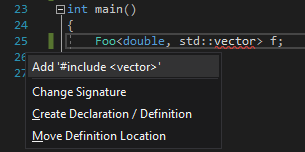 23 int main()
24 {
25 Foo<double, std::vector> f;
26
27
Add '#include <vector>'
Change Signature
Create Declaration / Definition
Move Definition Location